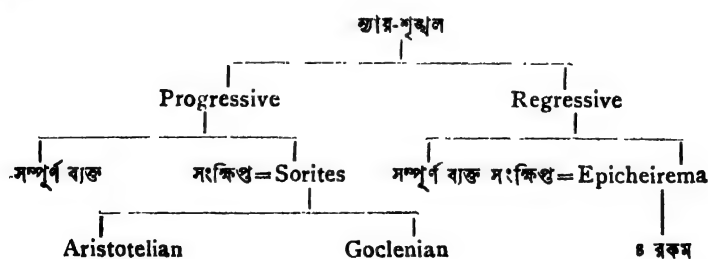 ন্যায়-শৃঙ্খল
Progressive Regressive
সম্পূর্ণ ব্যক্ত সংক্ষিপ্ত=Sorites সম্পূর্ণ ব্যক্ত সংক্ষিপ্ত=Epicheirema
Aristotelian Goclenian ৪ রকম